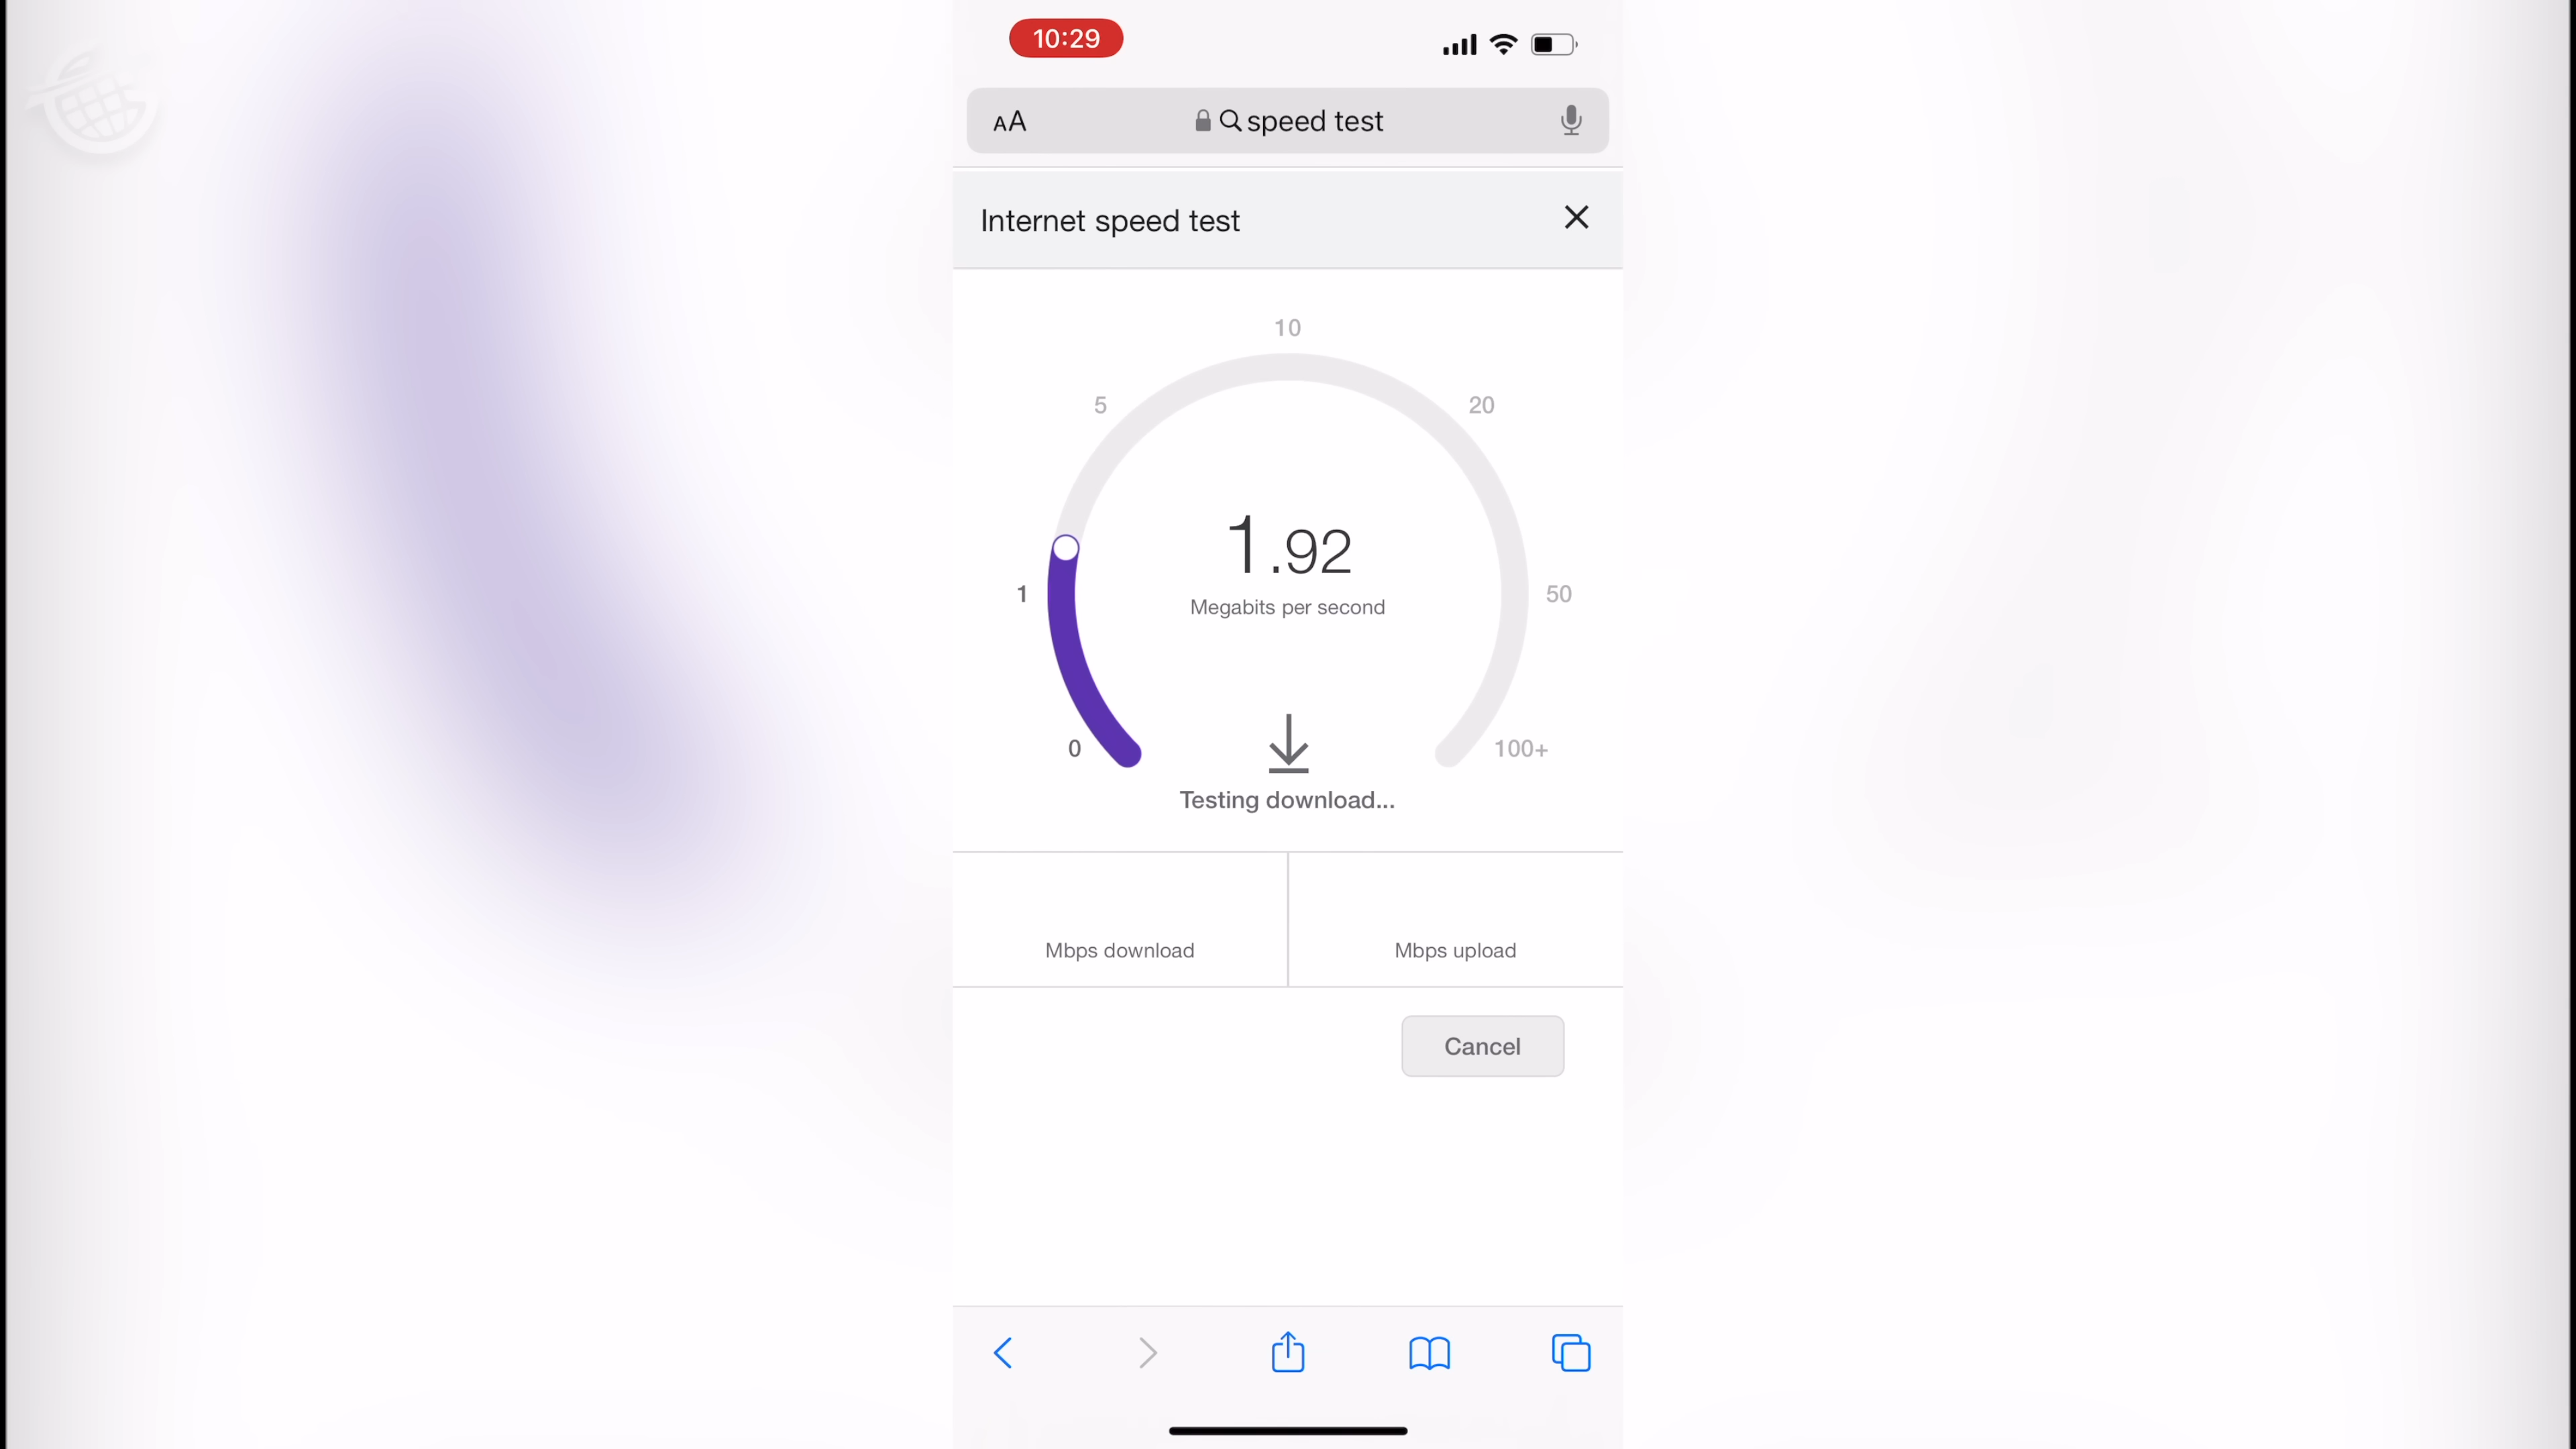 10:29
AA speed test
Internet speed test
10
5
20
1.92
Megabits per second
1
50
0
100+
Testing download...
Mbps download
Mbps upload
Cancel